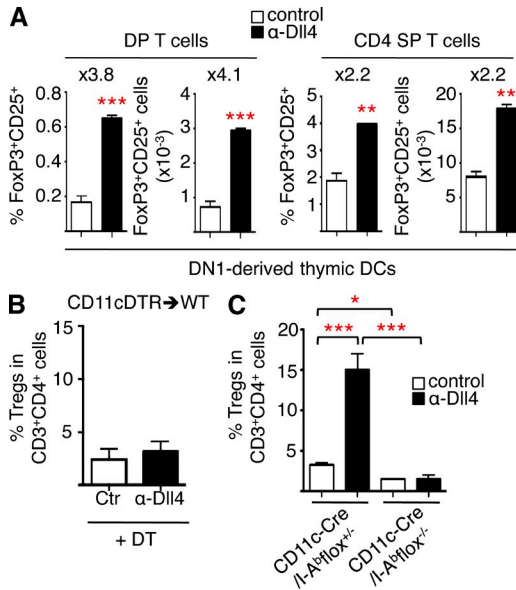 A
control
α-Dll4
DP T cells
CD4 SP T cells
x3.8
x4.1
x2.2
x2.2
% FoxP3⁺CD25⁺
0.8
0.6
0.4
0.2
***
FoxP3⁺CD25⁺ cells
(x10⁻³)
4
3
2
1
***
% FoxP3⁺CD25⁺
5
4
3
2
1
**
FoxP3⁺CD25⁺ cells
(x10⁻³)
20
15
10
5
**
DN1-derived thymic DCs
B
CD11cDTR➔WT
% Tregs in
CD3⁺CD4⁺ cells
15
10
5
Ctr α-Dll4
+ DT
C
% Tregs in
CD3⁺CD4⁺ cells
20
15
10
5
*
***
***
control
α-Dll4
CD11c-Cre
/I-Aᵇflox⁺/⁻
CD11c-Cre
/I-Aᵇflox⁻/⁻